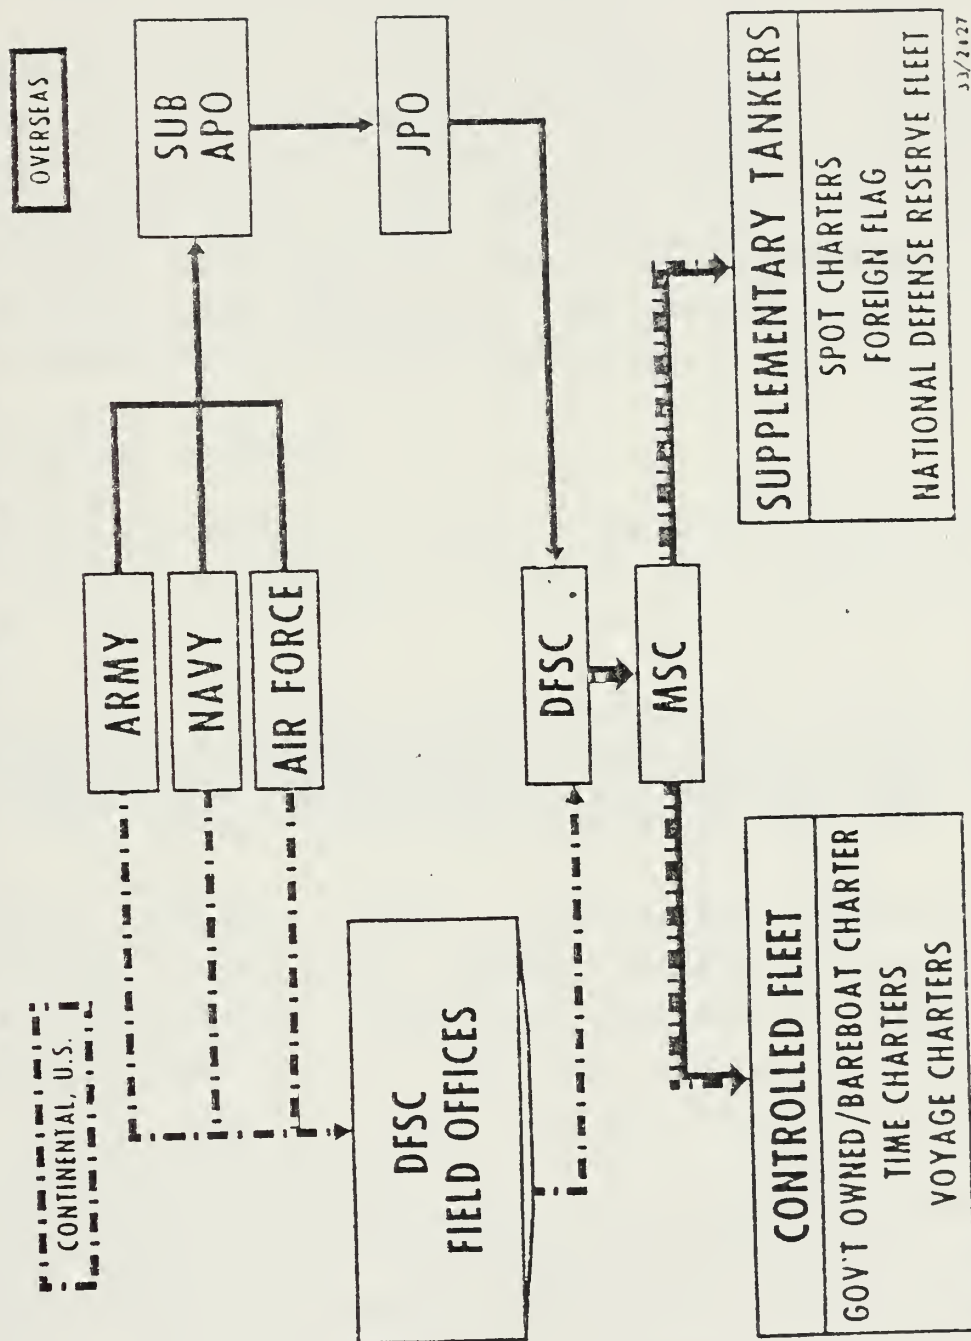 CONTINENTAL, U.S.
OVERSEAS
ARMY
NAVY
AIR FORCE
SUB
APO
JPO
DFSC
FIELD OFFICES
DFSC
MSC
CONTROLLED FLEET
GOV'T OWNED/BAREBOAT CHARTER
TIME CHARTERS
VOYAGE CHARTERS
SUPPLEMENTARY TANKERS
SPOT CHARTERS
FOREIGN FLAG
NATIONAL DEFENSE RESERVE FLEET